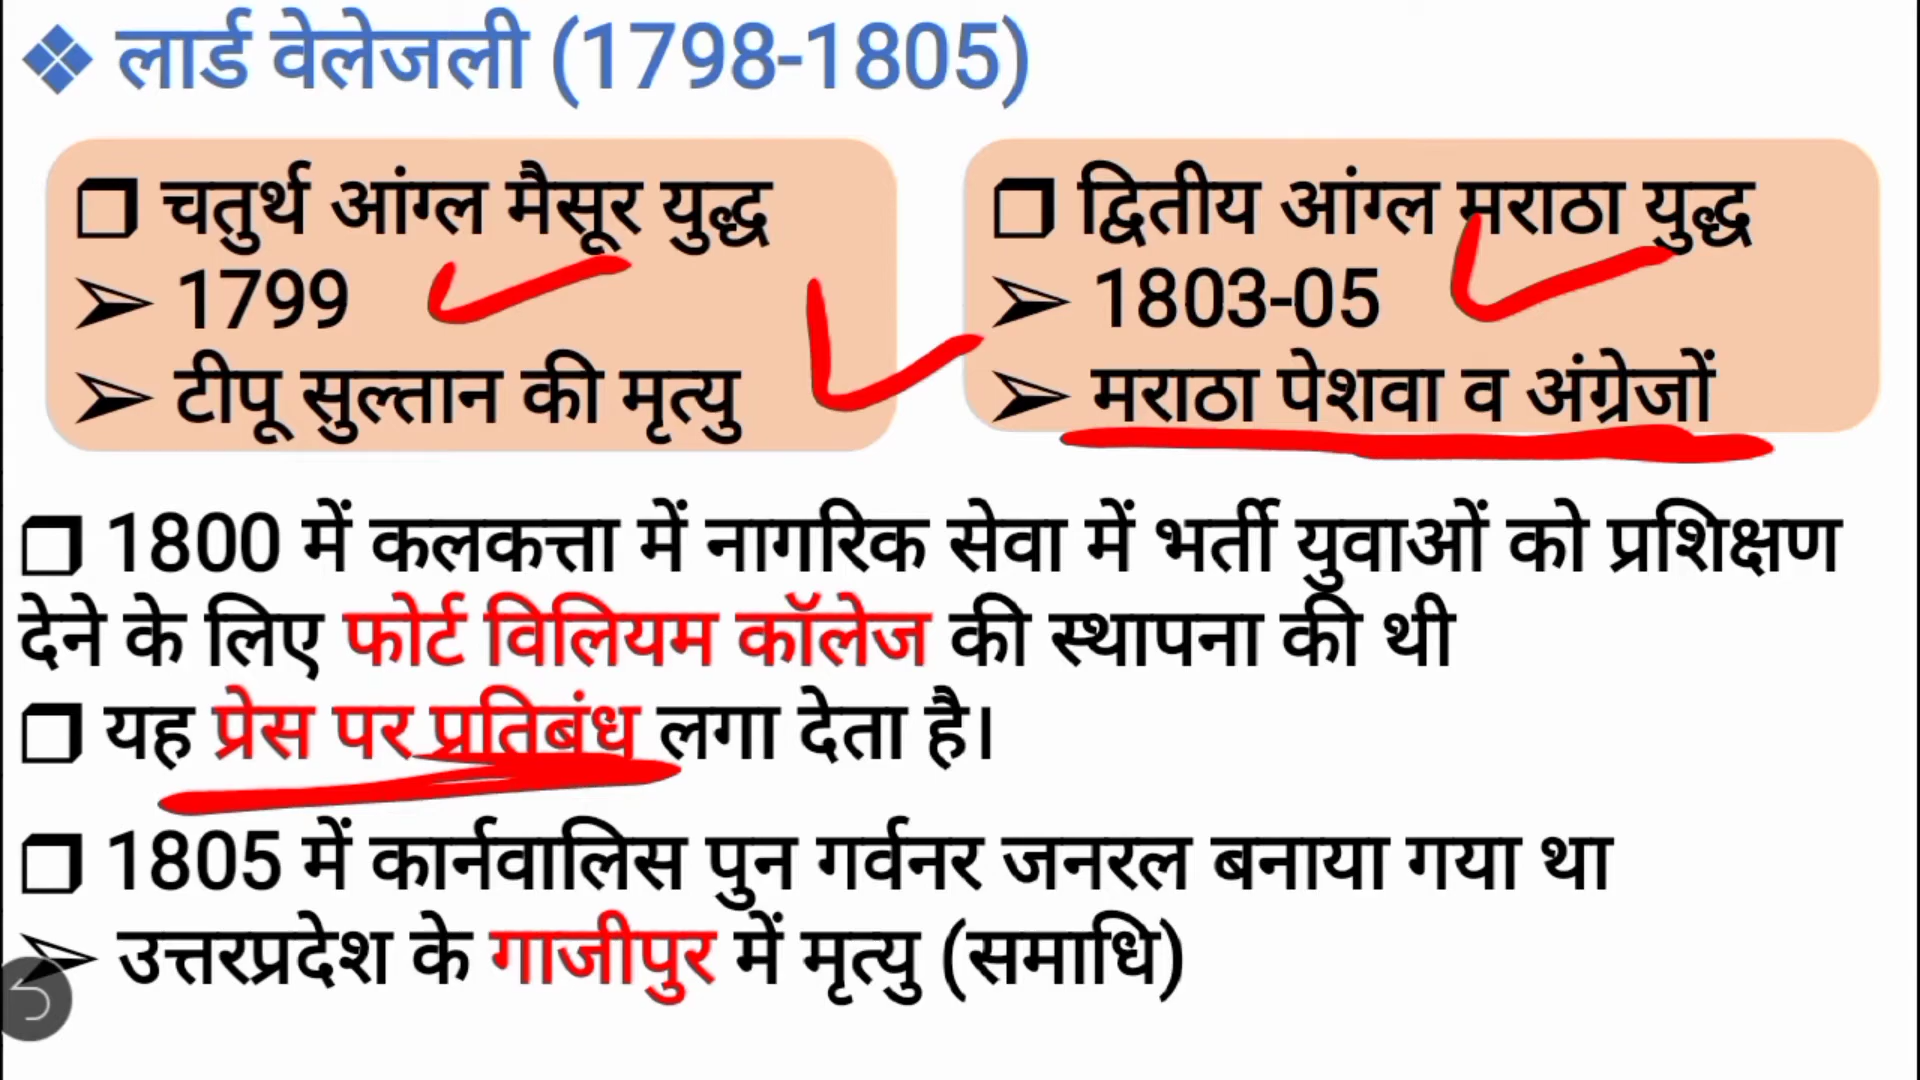 ❖ लार्ड वेलेजली (1798-1805)
❒ चतुर्थ आंग्ल मैसूर युद्ध
➢ 1799
➢ टीपू सुल्तान की मृत्यु
❒ द्वितीय आंग्ल मराठा युद्ध
➢ 1803-05
➢ मराठा पेशवा व अंग्रेजों
❒ 1800 में कलकत्ता में नागरिक सेवा में भर्ती युवाओं को प्रशिक्षण
देने के लिए फोर्ट विलियम कॉलेज की स्थापना की थी
❒ यह प्रेस पर प्रतिबंध लगा देता है।
❒ 1805 में कार्नवालिस पुन गर्वनर जनरल बनाया गया था
➢ उत्तरप्रदेश के गाजीपुर में मृत्यु (समाधि)